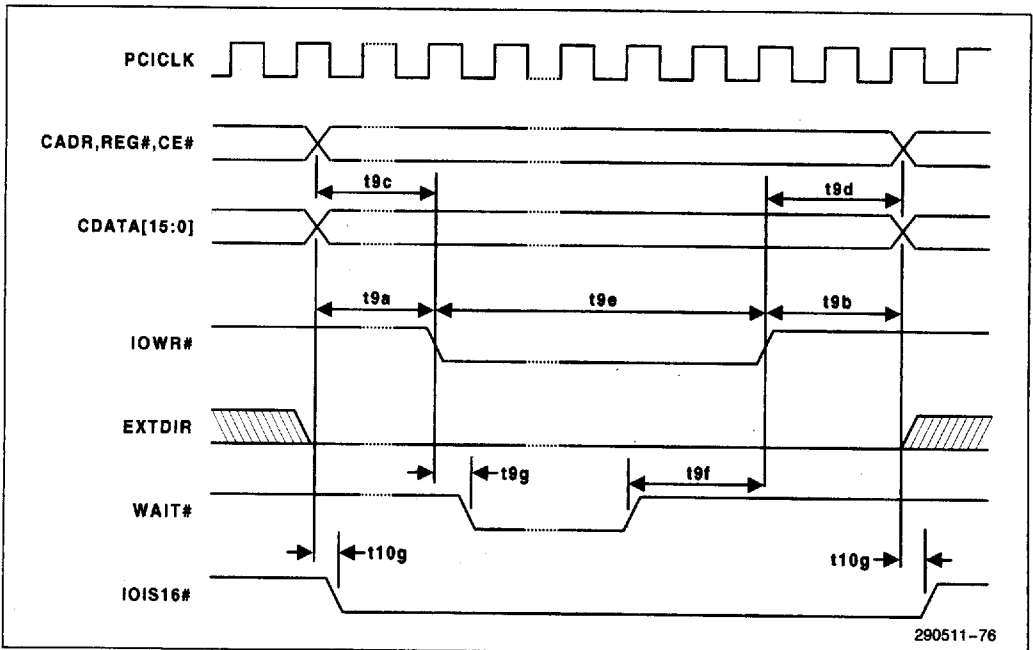 PCICLK
CADR,REG#,CE#
t9c
t9d
CDATA[15:0]
t9a
t9e
t9b
IOWR#
EXTDIR
t9g
t9f
WAIT#
t10g
t10g
IOIS16#
290511-76